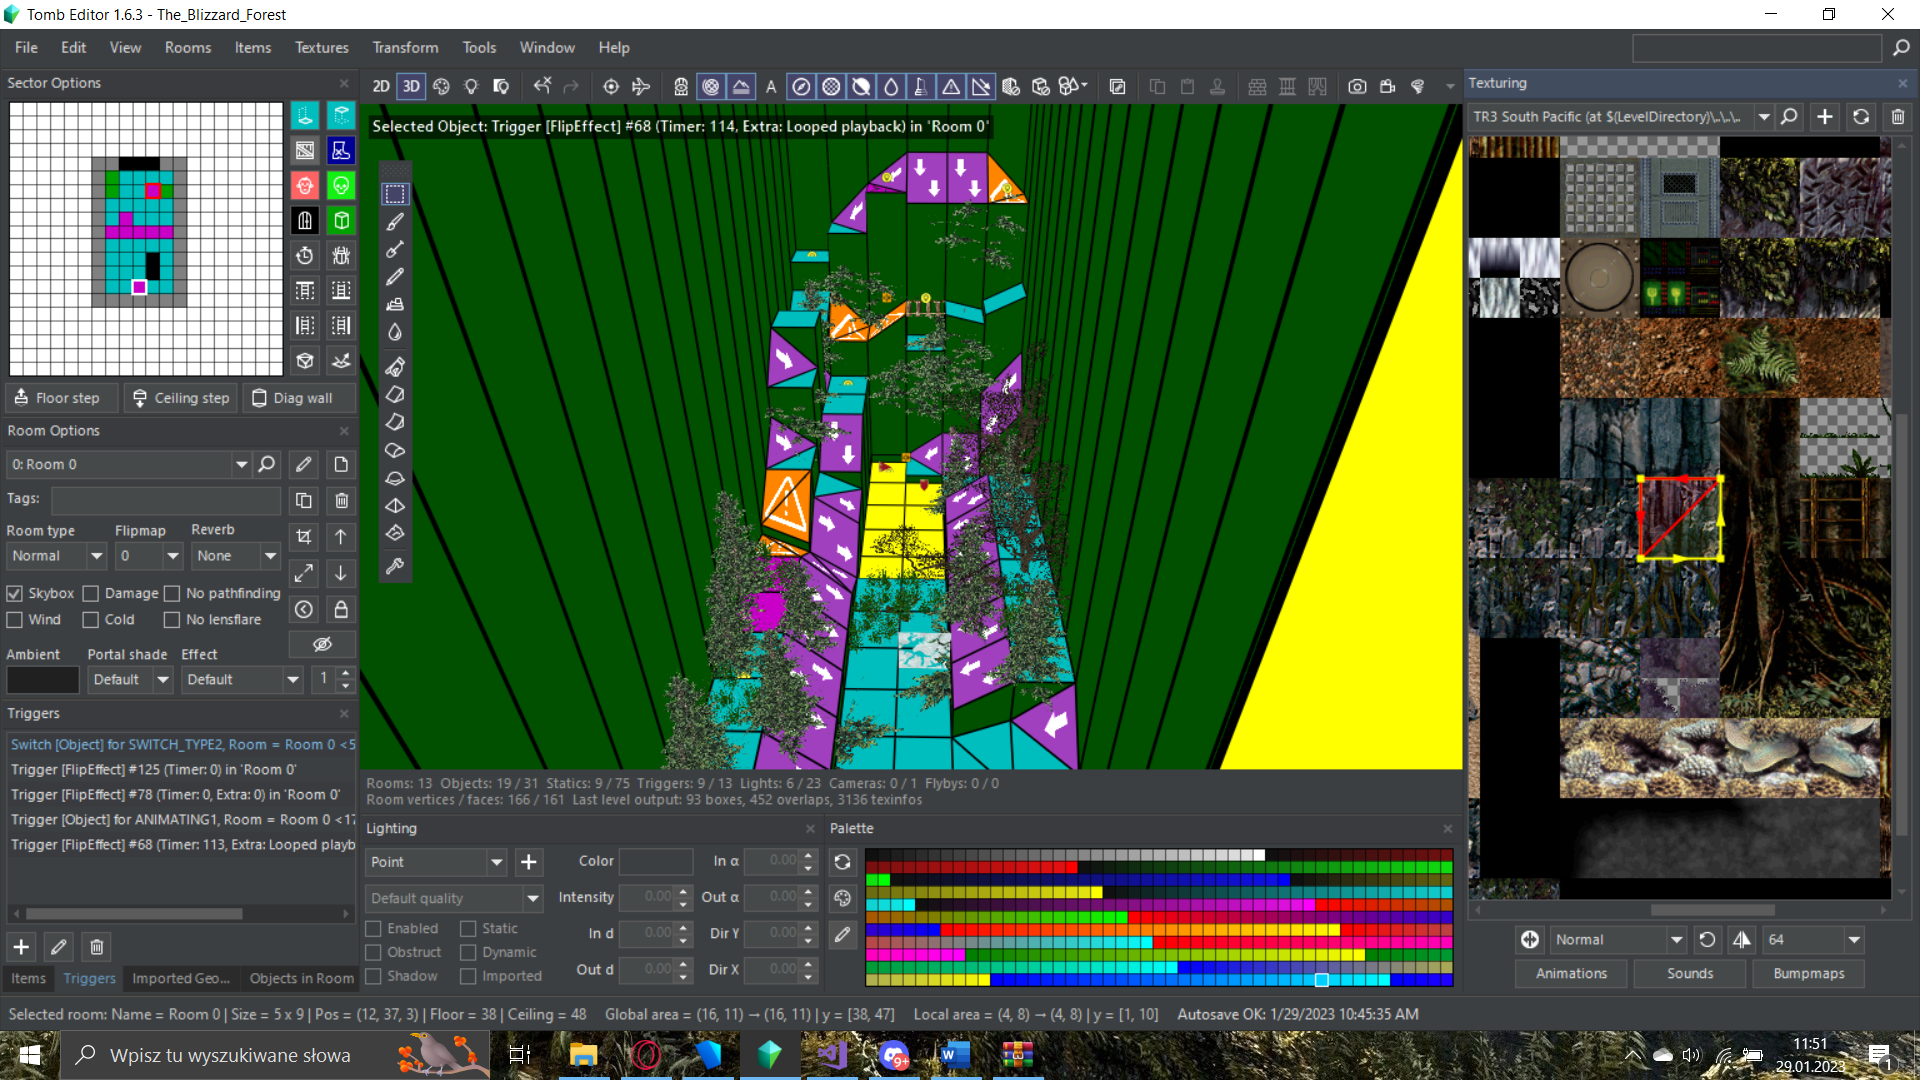 Tomb Editor 1.6.3 - The_Blizzard_Forest
File Edit View Rooms Items Textures Transform Tools Window Help
Sector Options
2D 3D
A
Texturing
TR3 South Pacific (at $(LevelDirectory)\..\..\..
Selected Object: Trigger [FlipEffect] #68 (Timer: 114, Extra: Looped playback) in 'Room 0'
Floor step Ceiling step Diag wall
Room Options
0: Room 0
Tags:
Room type Flipmap Reverb
Normal 0 None
Skybox Damage No pathfinding
Wind Cold No lensflare
Ambient Portal shade Effect
Default Default 1
Triggers
Switch [Object] for SWITCH_TYPE2, Room = Room 0 <5
Trigger [FlipEffect] #125 (Timer: 0) in 'Room 0'
Trigger [FlipEffect] #78 (Timer: 0, Extra: 0) in 'Room 0'
Trigger [Object] for ANIMATING1, Room = Room 0 <17
Trigger [FlipEffect] #68 (Timer: 113, Extra: Looped playb
Items Triggers Imported Geo... Objects in Room
Rooms: 13 Objects: 19 / 31 Statics: 9 / 75 Triggers: 9 / 13 Lights: 6 / 23 Cameras: 0 / 1 Flybys: 0 / 0
Room vertices / faces: 166 / 161 Last level output: 93 boxes, 452 overlaps, 3136 texinfos
Lighting
Point
Default quality
Enabled Static
Obstruct Dynamic
Shadow Imported
Color In α 0.00
Intensity 0.00 Out α 0.00
In d 0.00 Dir Y 0.00
Out d 0.00 Dir X 0.00
Palette
Normal 64
Animations Sounds Bumpmaps
Selected room: Name = Room 0 | Size = 5 x 9 | Pos = (12, 37, 3) | Floor = 38 | Ceiling = 48 Global area = (16, 11) → (16, 11) | y = [38, 47] Local area = (4, 8) → (4, 8) | y = [1, 10] Autosave OK: 1/29/2023 10:45:35 AM
Wpisz tu wyszukiwane słowa
9+
W
11:51
29.01.2023
1